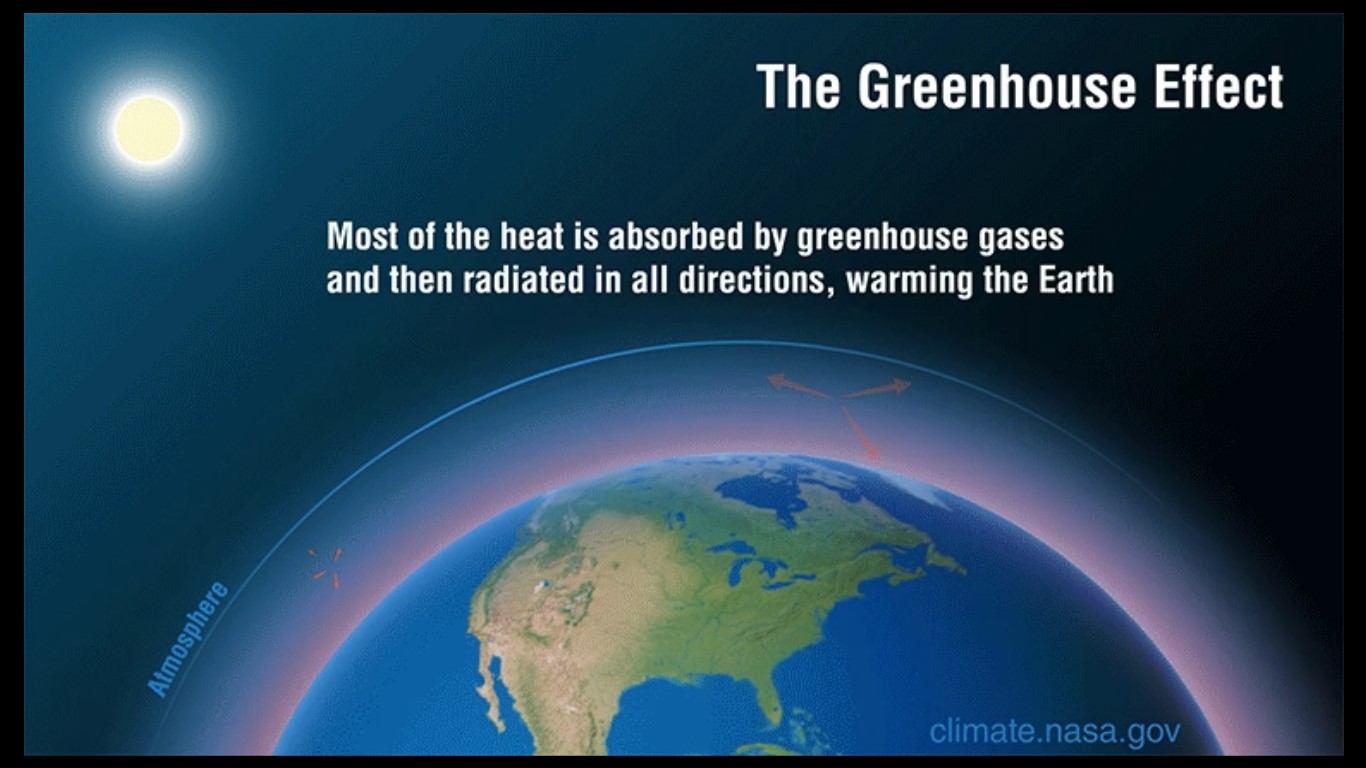 The Greenhouse Effect
Most of the heat is absorbed by greenhouse gases
and then radiated in all directions, warming the Earth
Atmosphere
climate.nasa.gov